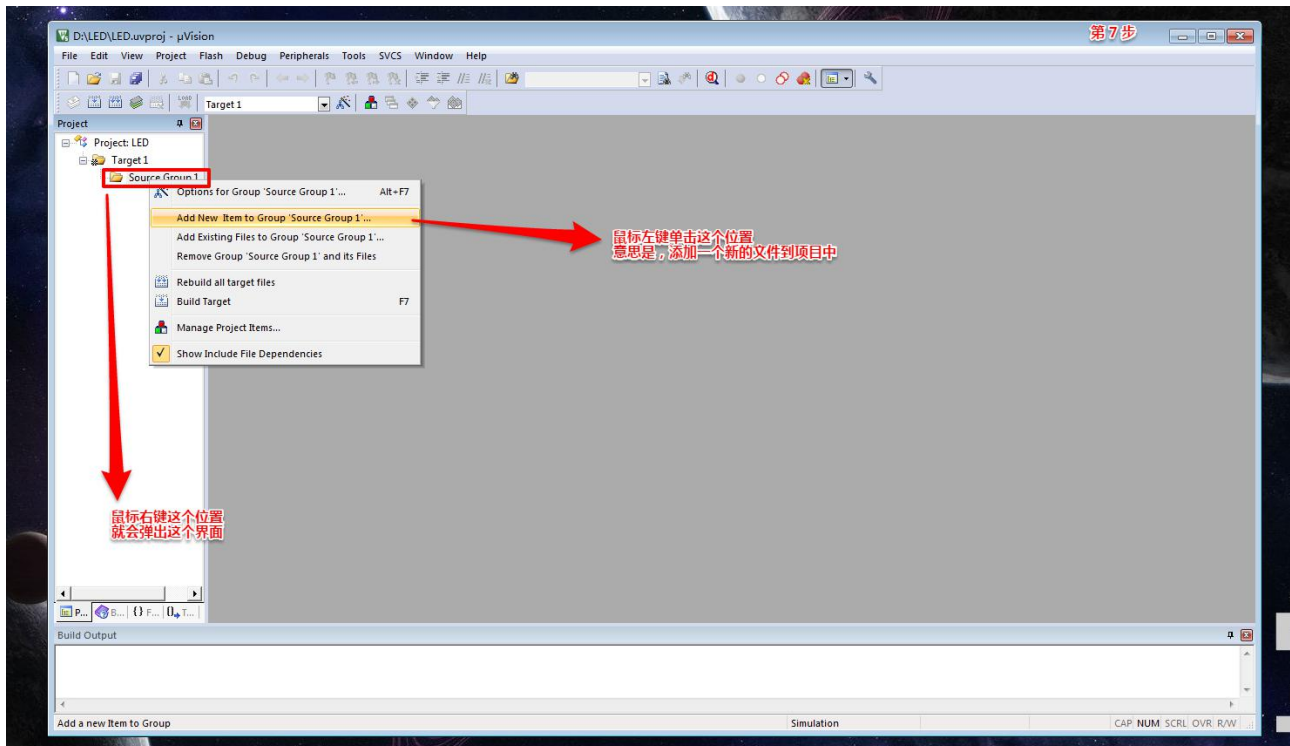 D:\LED\LED.uvproj - µVision
第 7 步
File Edit View Project Flash Debug Peripherals Tools SVCS Window Help
LOAD
Target 1
Project
Project: LED
Target 1
Source Group 1
Options for Group 'Source Group 1'... Alt+F7
Add New Item to Group 'Source Group 1'...
Add Existing Files to Group 'Source Group 1'...
Remove Group 'Source Group 1' and its Files
Rebuild all target files
Build Target F7
Manage Project Items...
Show Include File Dependencies
鼠标左键单击这个位置
意思是，添加一个新的文件到项目中
鼠标右键这个位置
就会弹出这个界面
P... B... {} F... 0 T...
Build Output
Add a new Item to Group
Simulation
CAP NUM SCRL OVR R/W